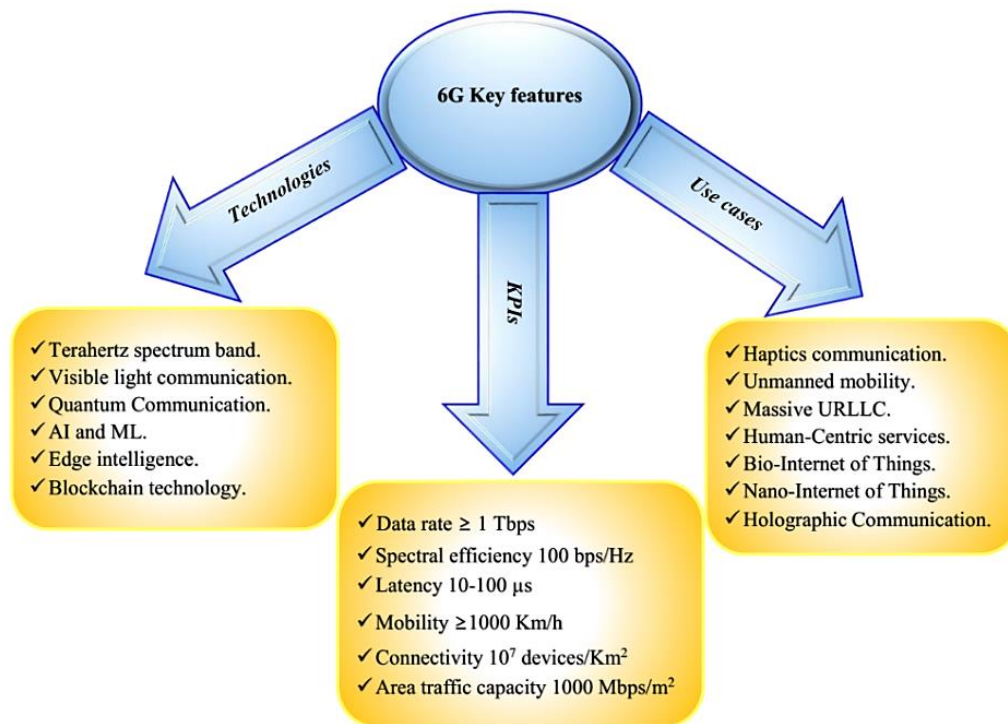 6G Key features
Technologies
KPIs
Use cases
✓ Terahertz spectrum band.
✓ Visible light communication.
✓ Quantum Communication.
✓ AI and ML.
✓ Edge intelligence.
✓ Blockchain technology.
✓ Data rate ≥ 1 Tbps
✓ Spectral efficiency 100 bps/Hz
✓ Latency 10-100 µs
✓ Mobility ≥1000 Km/h
✓ Connectivity 10⁷ devices/Km²
✓ Area traffic capacity 1000 Mbps/m²
✓ Haptics communication.
✓ Unmanned mobility.
✓ Massive URLLC.
✓ Human-Centric services.
✓ Bio-Internet of Things.
✓ Nano-Internet of Things.
✓ Holographic Communication.